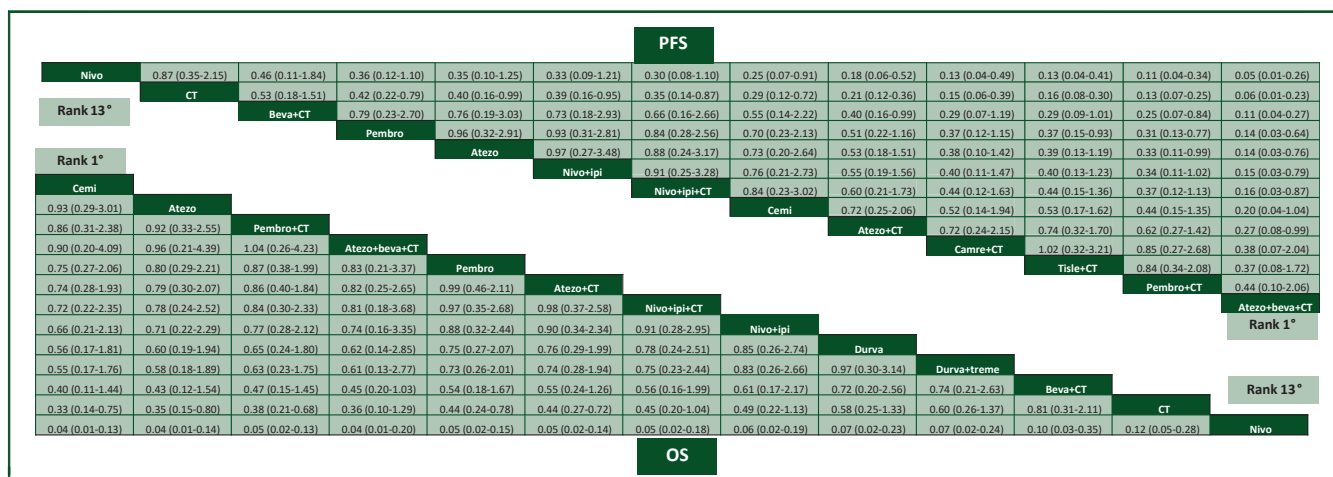 PFS
Nivo 0.87 (0.35-2.15) 0.46 (0.11-1.84) 0.36 (0.12-1.10) 0.35 (0.10-1.25) 0.33 (0.09-1.21) 0.30 (0.08-1.10) 0.25 (0.07-0.91) 0.18 (0.06-0.52) 0.13 (0.04-0.49) 0.13 (0.04-0.41) 0.11 (0.04-0.34) 0.05 (0.01-0.26)
CT 0.53 (0.18-1.51) 0.42 (0.22-0.79) 0.40 (0.16-0.99) 0.39 (0.16-0.95) 0.35 (0.14-0.87) 0.29 (0.12-0.72) 0.21 (0.12-0.36) 0.15 (0.06-0.39) 0.16 (0.08-0.30) 0.13 (0.07-0.25) 0.06 (0.01-0.23)
Rank 13°
Beva+CT 0.79 (0.23-2.70) 0.76 (0.19-3.03) 0.73 (0.18-2.93) 0.66 (0.16-2.66) 0.55 (0.14-2.22) 0.40 (0.16-0.99) 0.29 (0.07-1.19) 0.29 (0.09-1.01) 0.25 (0.07-0.84) 0.11 (0.04-0.27)
Pembro 0.96 (0.32-2.91) 0.93 (0.31-2.81) 0.84 (0.28-2.56) 0.70 (0.23-2.13) 0.51 (0.22-1.16) 0.37 (0.12-1.15) 0.37 (0.15-0.93) 0.31 (0.13-0.77) 0.14 (0.03-0.64)
Rank 1°
Atezo 0.97 (0.27-3.48) 0.88 (0.24-3.17) 0.73 (0.20-2.64) 0.53 (0.18-1.51) 0.38 (0.10-1.42) 0.39 (0.13-1.19) 0.33 (0.11-0.99) 0.14 (0.03-0.76)
Nivo+ipi 0.91 (0.25-3.28) 0.76 (0.21-2.73) 0.55 (0.19-1.56) 0.40 (0.11-1.47) 0.40 (0.13-1.23) 0.34 (0.11-1.02) 0.15 (0.03-0.79)
Cemi
Nivo+ipi+CT 0.84 (0.23-3.02) 0.60 (0.21-1.73) 0.44 (0.12-1.63) 0.44 (0.15-1.36) 0.37 (0.12-1.13) 0.16 (0.03-0.87)
0.93 (0.29-3.01) Atezo
Cemi 0.72 (0.25-2.06) 0.52 (0.14-1.94) 0.53 (0.17-1.62) 0.44 (0.15-1.35) 0.20 (0.04-1.04)
0.86 (0.31-2.38) 0.92 (0.33-2.55) Pembro+CT
Atezo+CT 0.72 (0.24-2.15) 0.74 (0.32-1.70) 0.62 (0.27-1.42) 0.27 (0.08-0.99)
0.90 (0.20-4.09) 0.96 (0.21-4.39) 1.04 (0.26-4.23) Atezo+beva+CT
Camre+CT 1.02 (0.32-3.21) 0.85 (0.27-2.68) 0.38 (0.07-2.04)
0.75 (0.27-2.06) 0.80 (0.29-2.21) 0.87 (0.38-1.99) 0.83 (0.21-3.37) Pembro
Tisle+CT 0.84 (0.34-2.08) 0.37 (0.08-1.72)
0.74 (0.28-1.93) 0.79 (0.30-2.07) 0.86 (0.40-1.84) 0.82 (0.25-2.65) 0.99 (0.46-2.11) Atezo+CT
Pembro+CT 0.44 (0.10-2.06)
0.72 (0.22-2.35) 0.78 (0.24-2.52) 0.84 (0.30-2.33) 0.81 (0.18-3.68) 0.97 (0.35-2.68) 0.98 (0.37-2.58) Nivo+ipi+CT
Atezo+beva+CT
0.66 (0.21-2.13) 0.71 (0.22-2.29) 0.77 (0.28-2.12) 0.74 (0.16-3.35) 0.88 (0.32-2.44) 0.90 (0.34-2.34) 0.91 (0.28-2.95) Nivo+ipi
Rank 1°
0.56 (0.17-1.81) 0.60 (0.19-1.94) 0.65 (0.24-1.80) 0.62 (0.14-2.85) 0.75 (0.27-2.07) 0.76 (0.29-1.99) 0.78 (0.24-2.51) 0.85 (0.26-2.74) Durva
0.55 (0.17-1.76) 0.58 (0.18-1.89) 0.63 (0.23-1.75) 0.61 (0.13-2.77) 0.73 (0.26-2.01) 0.74 (0.28-1.94) 0.75 (0.23-2.44) 0.83 (0.26-2.66) 0.97 (0.30-3.14) Durva+treme
0.40 (0.11-1.44) 0.43 (0.12-1.54) 0.47 (0.15-1.45) 0.45 (0.20-1.03) 0.54 (0.18-1.67) 0.55 (0.24-1.26) 0.56 (0.16-1.99) 0.61 (0.17-2.17) 0.72 (0.20-2.56) 0.74 (0.21-2.63) Beva+CT
Rank 13°
0.33 (0.14-0.75) 0.35 (0.15-0.80) 0.38 (0.21-0.68) 0.36 (0.10-1.29) 0.44 (0.24-0.78) 0.44 (0.27-0.72) 0.45 (0.20-1.04) 0.49 (0.22-1.13) 0.58 (0.25-1.33) 0.60 (0.26-1.37) 0.81 (0.31-2.11) CT
0.04 (0.01-0.13) 0.04 (0.01-0.14) 0.05 (0.02-0.13) 0.04 (0.01-0.20) 0.05 (0.02-0.15) 0.05 (0.02-0.14) 0.05 (0.02-0.18) 0.06 (0.02-0.19) 0.07 (0.02-0.23) 0.07 (0.02-0.24) 0.10 (0.03-0.35) 0.12 (0.05-0.28) Nivo
OS